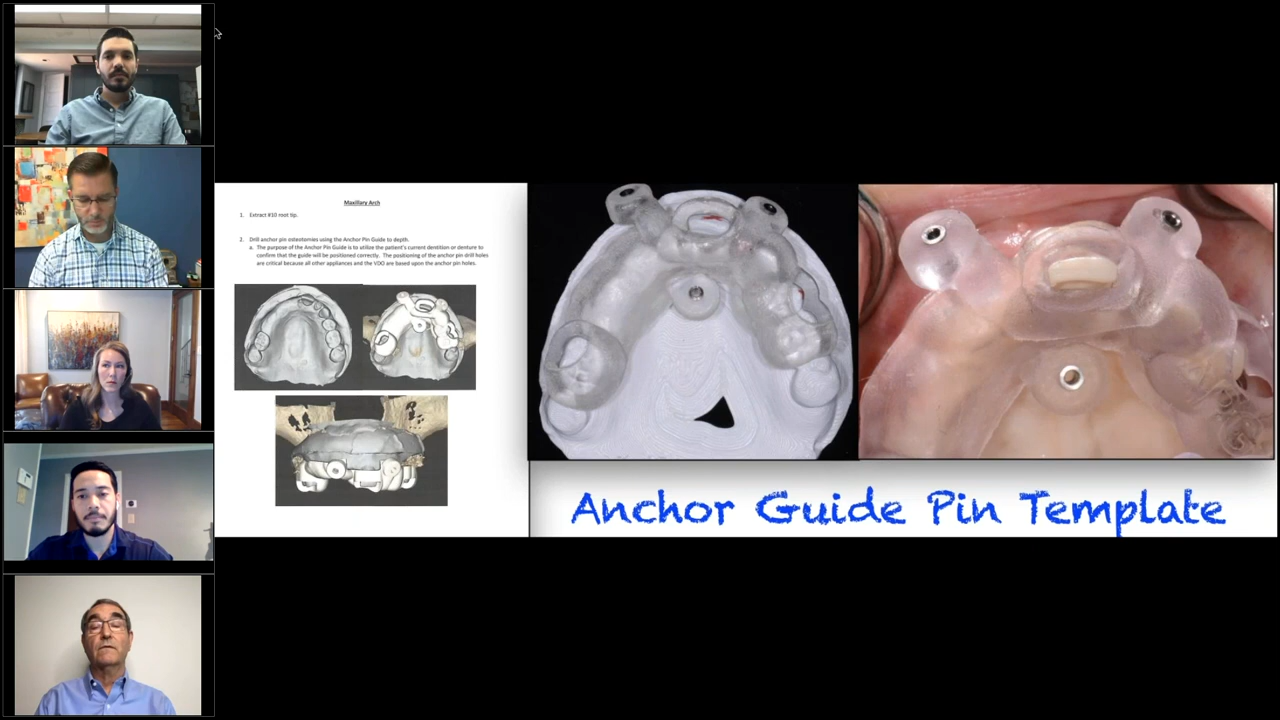 Maxillary Arch
1. Extract #10 root tip.
2. Drill anchor pin osteotomies using the Anchor Pin Guide to depth.
a. The purpose of the Anchor Pin Guide is to utilize the patient's current dentition or denture to
confirm that the guide will be positioned correctly. The positioning of the anchor pin drill holes
are critical because all other appliances and the VDO are based upon the anchor pin holes.
Anchor Guide Pin Template